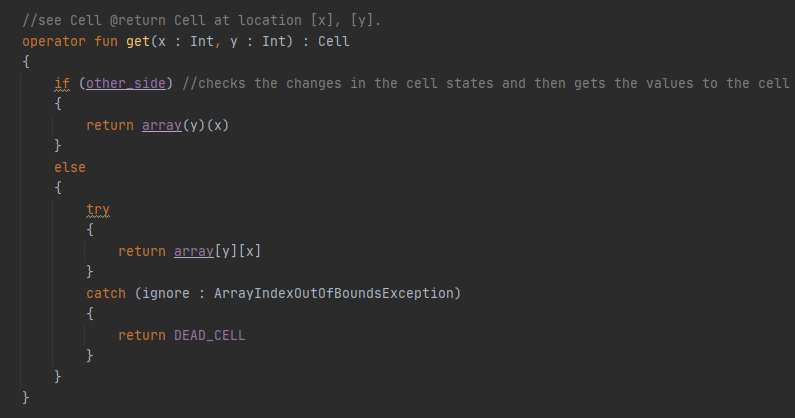 //see Cell @return Cell at location [x], [y].
operator fun get(x : Int, y : Int) : Cell
{
if (other_side) //checks the changes in the cell states and then gets the values to the cell
{
return array(y)(x)
}
else
{
try
{
return array[y][x]
}
catch (ignore : ArrayIndexOutOfBoundsException)
{
return DEAD_CELL
}
}
}